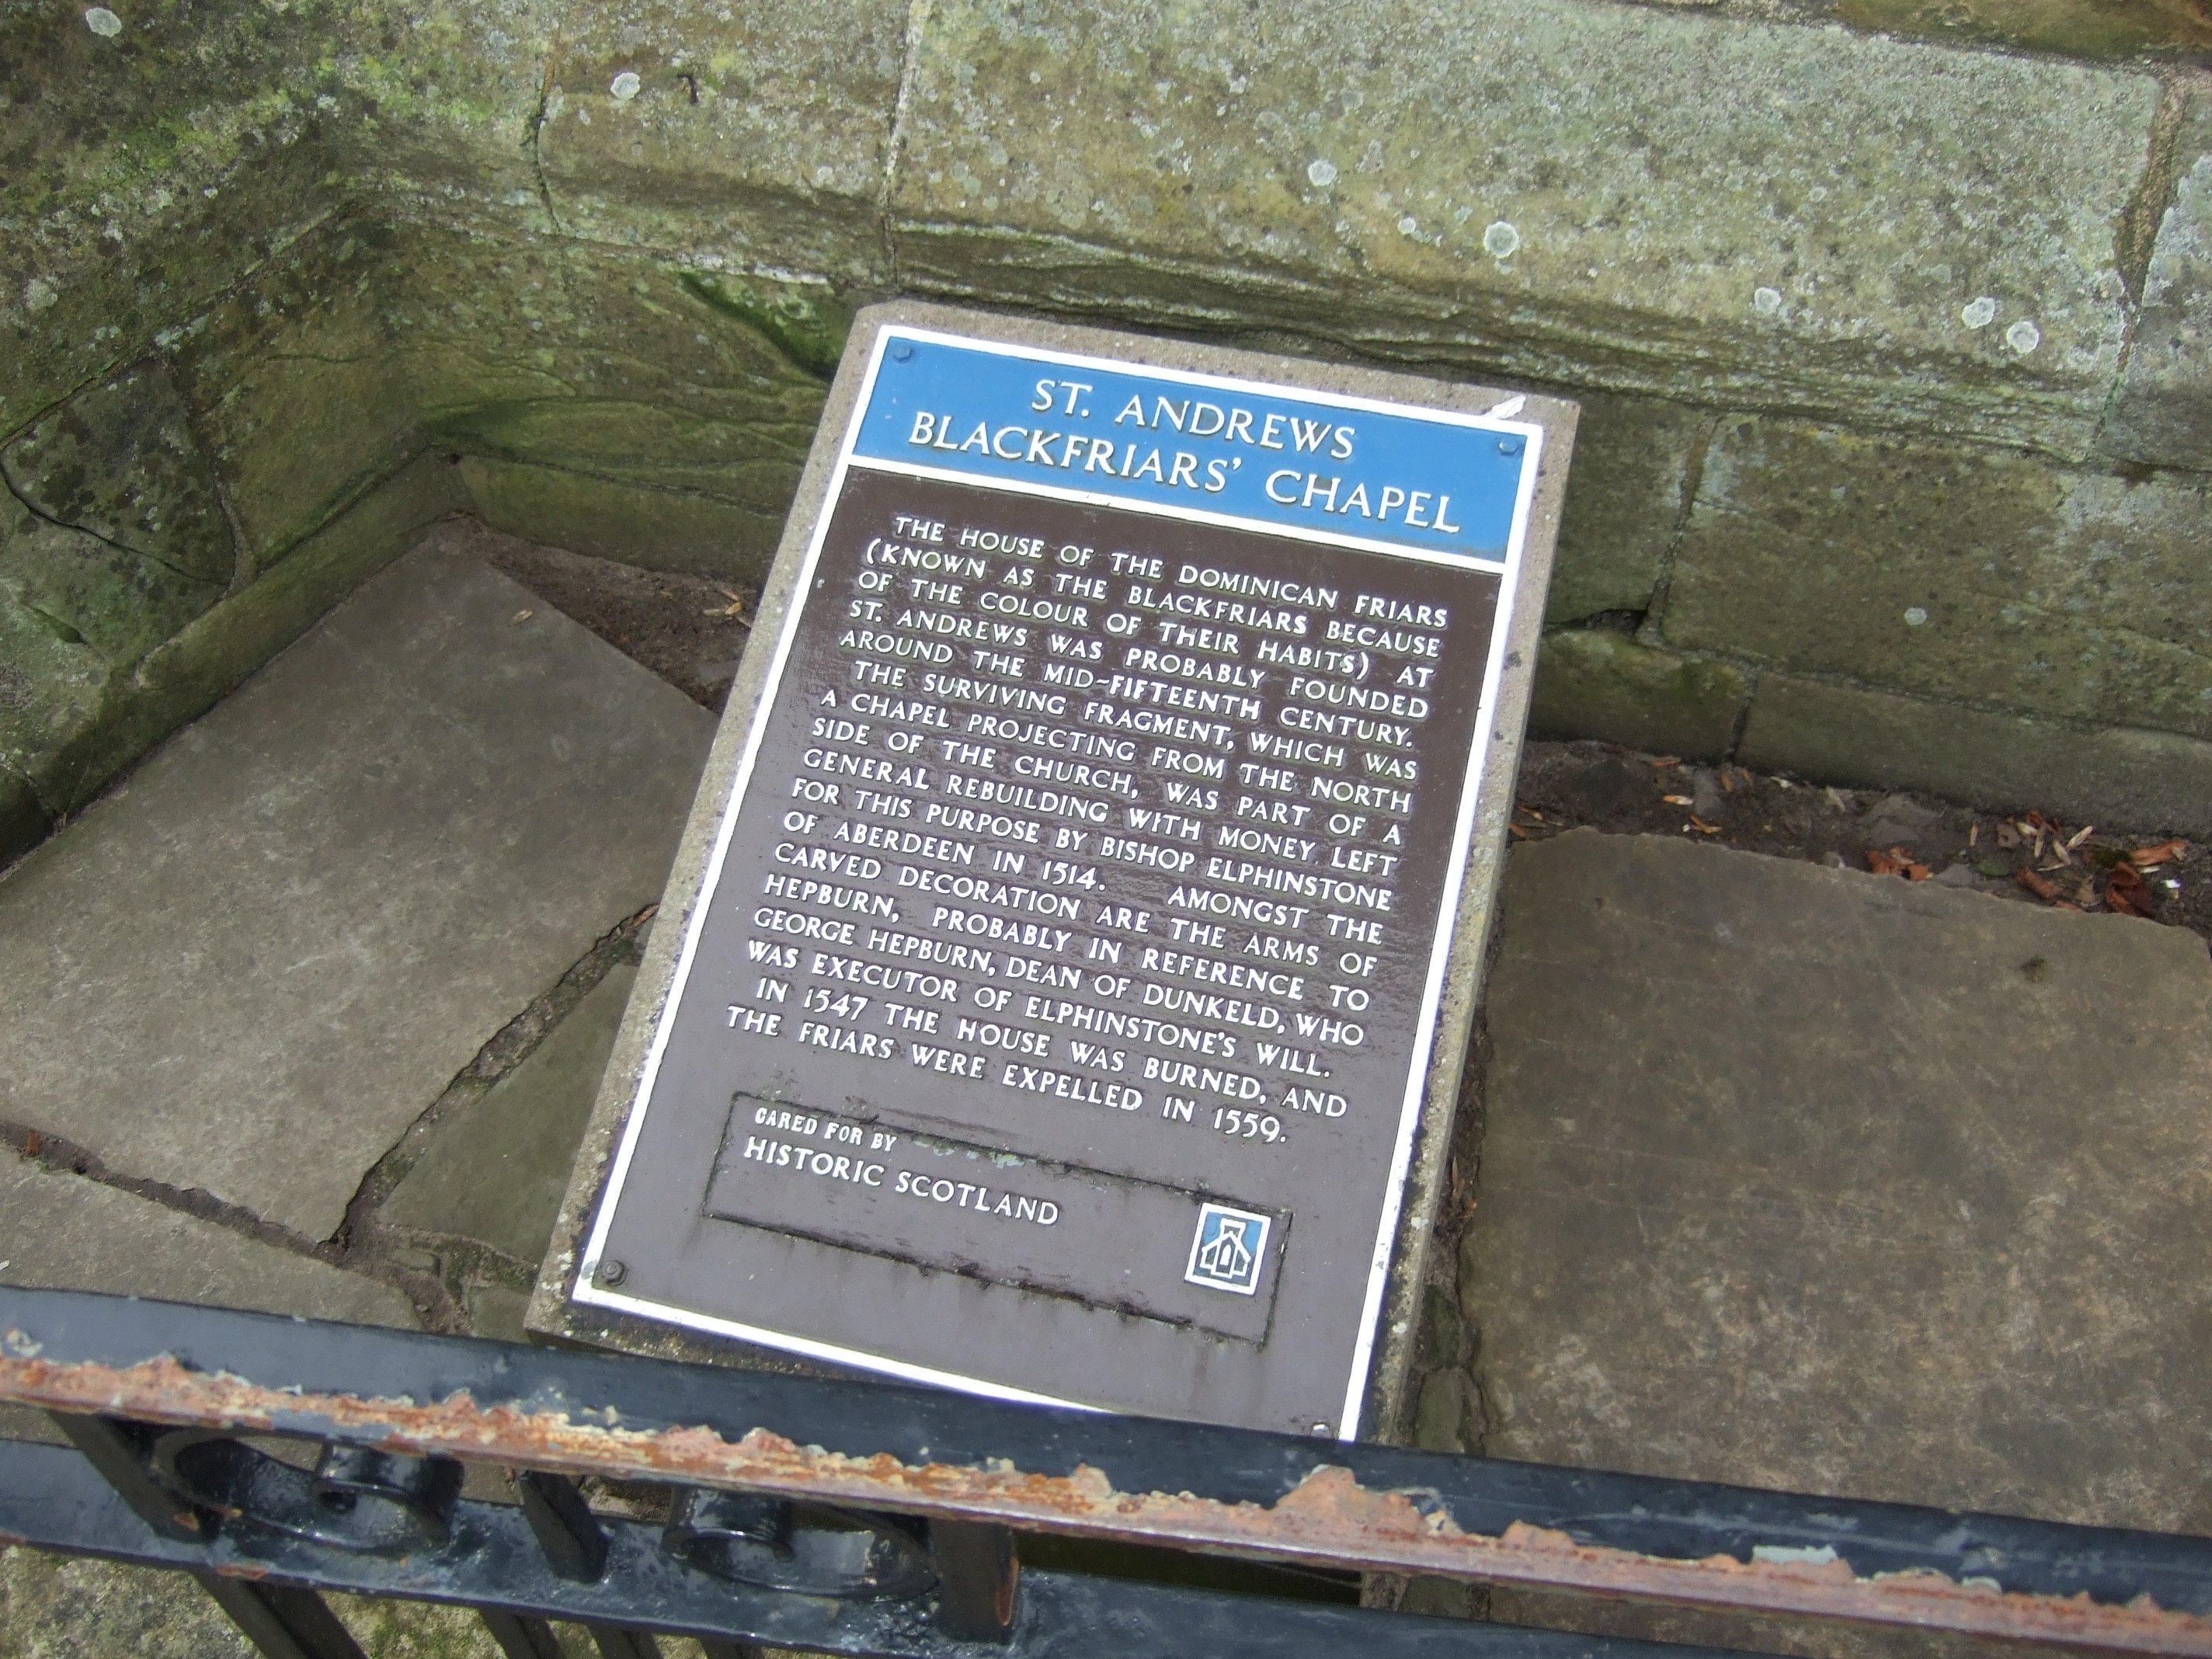 ST. ANDREWS
BLACKFRIARS' CHAPEL
THE HOUSE OF THE DOMINICAN FRIARS
(KNOWN AS THE BLACKFRIARS BECAUSE
OF THE COLOUR OF THEIR HABITS) AT
ST. ANDREWS WAS PROBABLY FOUNDED
AROUND THE MID-FIFTEENTH CENTURY.
THE SURVIVING FRAGMENT, WHICH WAS
A CHAPEL PROJECTING FROM THE NORTH
SIDE OF THE CHURCH, WAS PART OF A
GENERAL REBUILDING WITH MONEY LEFT
FOR THIS PURPOSE BY BISHOP ELPHINSTONE
OF ABERDEEN IN 1514. AMONGST THE
CARVED DECORATION ARE THE ARMS OF
HEPBURN, PROBABLY IN REFERENCE TO
GEORGE HEPBURN, DEAN OF DUNKELD, WHO
WAS EXECUTOR OF ELPHINSTONE'S WILL.
IN 1547 THE HOUSE WAS BURNED, AND
THE FRIARS WERE EXPELLED IN 1559.
CARED FOR BY
HISTORIC SCOTLAND